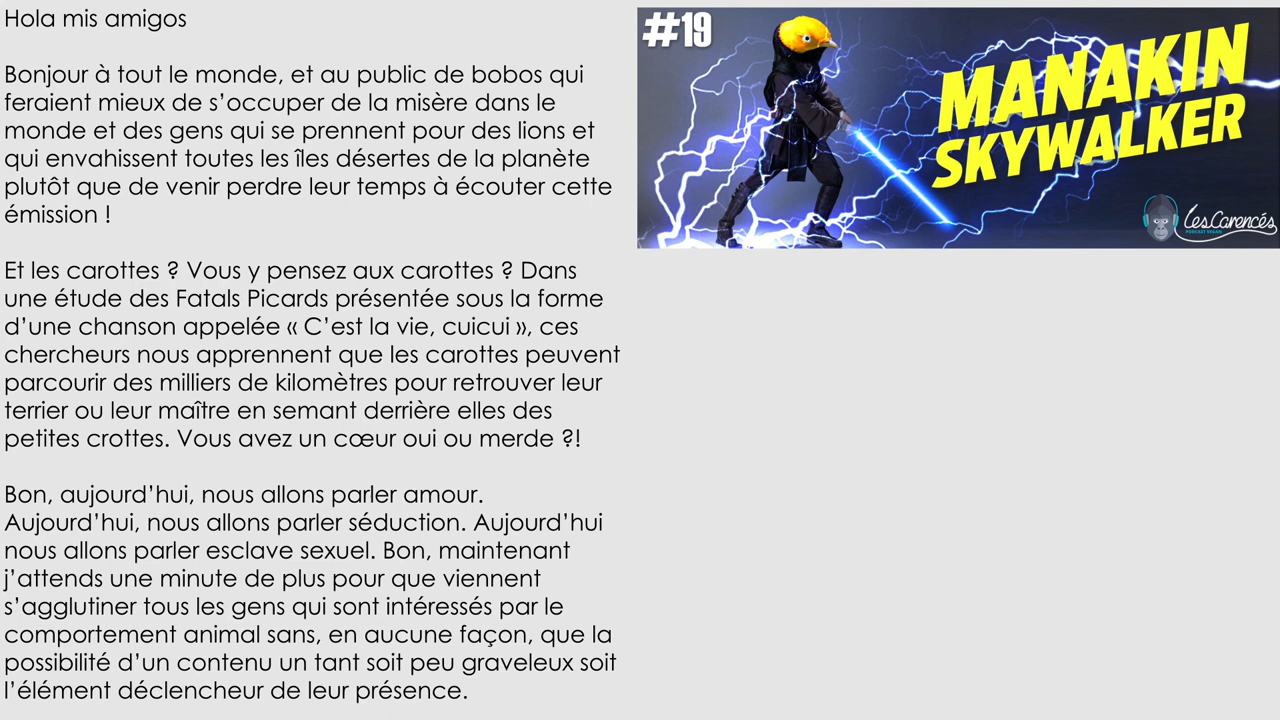 Hola mis amigos
Bonjour à tout le monde, et au public de bobos qui
feraient mieux de s’occuper de la misère dans le
monde et des gens qui se prennent pour des lions et
qui envahissent toutes les îles désertes de la planète
plutôt que de venir perdre leur temps à écouter cette
émission !
Et les carottes ? Vous y pensez aux carottes ? Dans
une étude des Fatals Picards présentée sous la forme
d’une chanson appelée « C’est la vie, cuicui », ces
chercheurs nous apprennent que les carottes peuvent
parcourir des milliers de kilomètres pour retrouver leur
terrier ou leur maître en semant derrière elles des
petites crottes. Vous avez un cœur oui ou merde ?!
Bon, aujourd’hui, nous allons parler amour.
Aujourd’hui, nous allons parler séduction. Aujourd’hui
nous allons parler esclave sexuel. Bon, maintenant
j’attends une minute de plus pour que viennent
s’agglutiner tous les gens qui sont intéressés par le
comportement animal sans, en aucune façon, que la
possibilité d’un contenu un tant soit peu graveleux soit
l’élément déclencheur de leur présence.
#19
MANAKIN
SKYWALKER
Les Carencés
PODCAST VEGAN